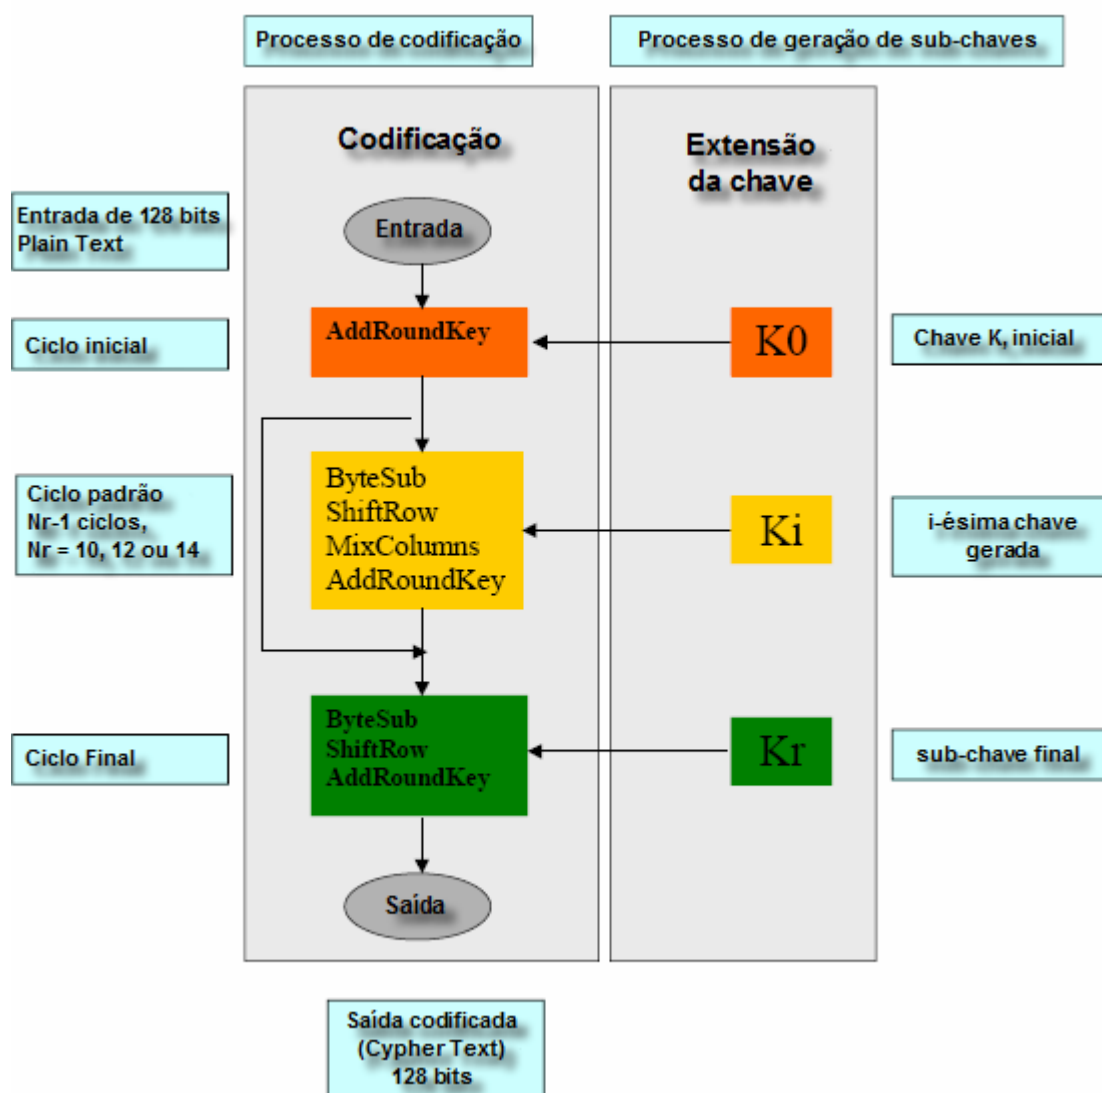 Processo de codificação
Processo de geração de sub-chaves
Codificação
Extensão
da chave
Entrada de 128 bits
Plain Text
Entrada
Ciclo inicial
AddRoundKey
K0
Chave K, inicial
Ciclo padrão
Nr-1 ciclos,
Nr = 10, 12 ou 14
ByteSub
ShiftRow
MixColumns
AddRoundKey
Ki
i-ésima chave
gerada
Ciclo Final
ByteSub
ShiftRow
AddRoundKey
Kr
sub-chave final
Saída
Saída codificada
(Cypher Text)
128 bits